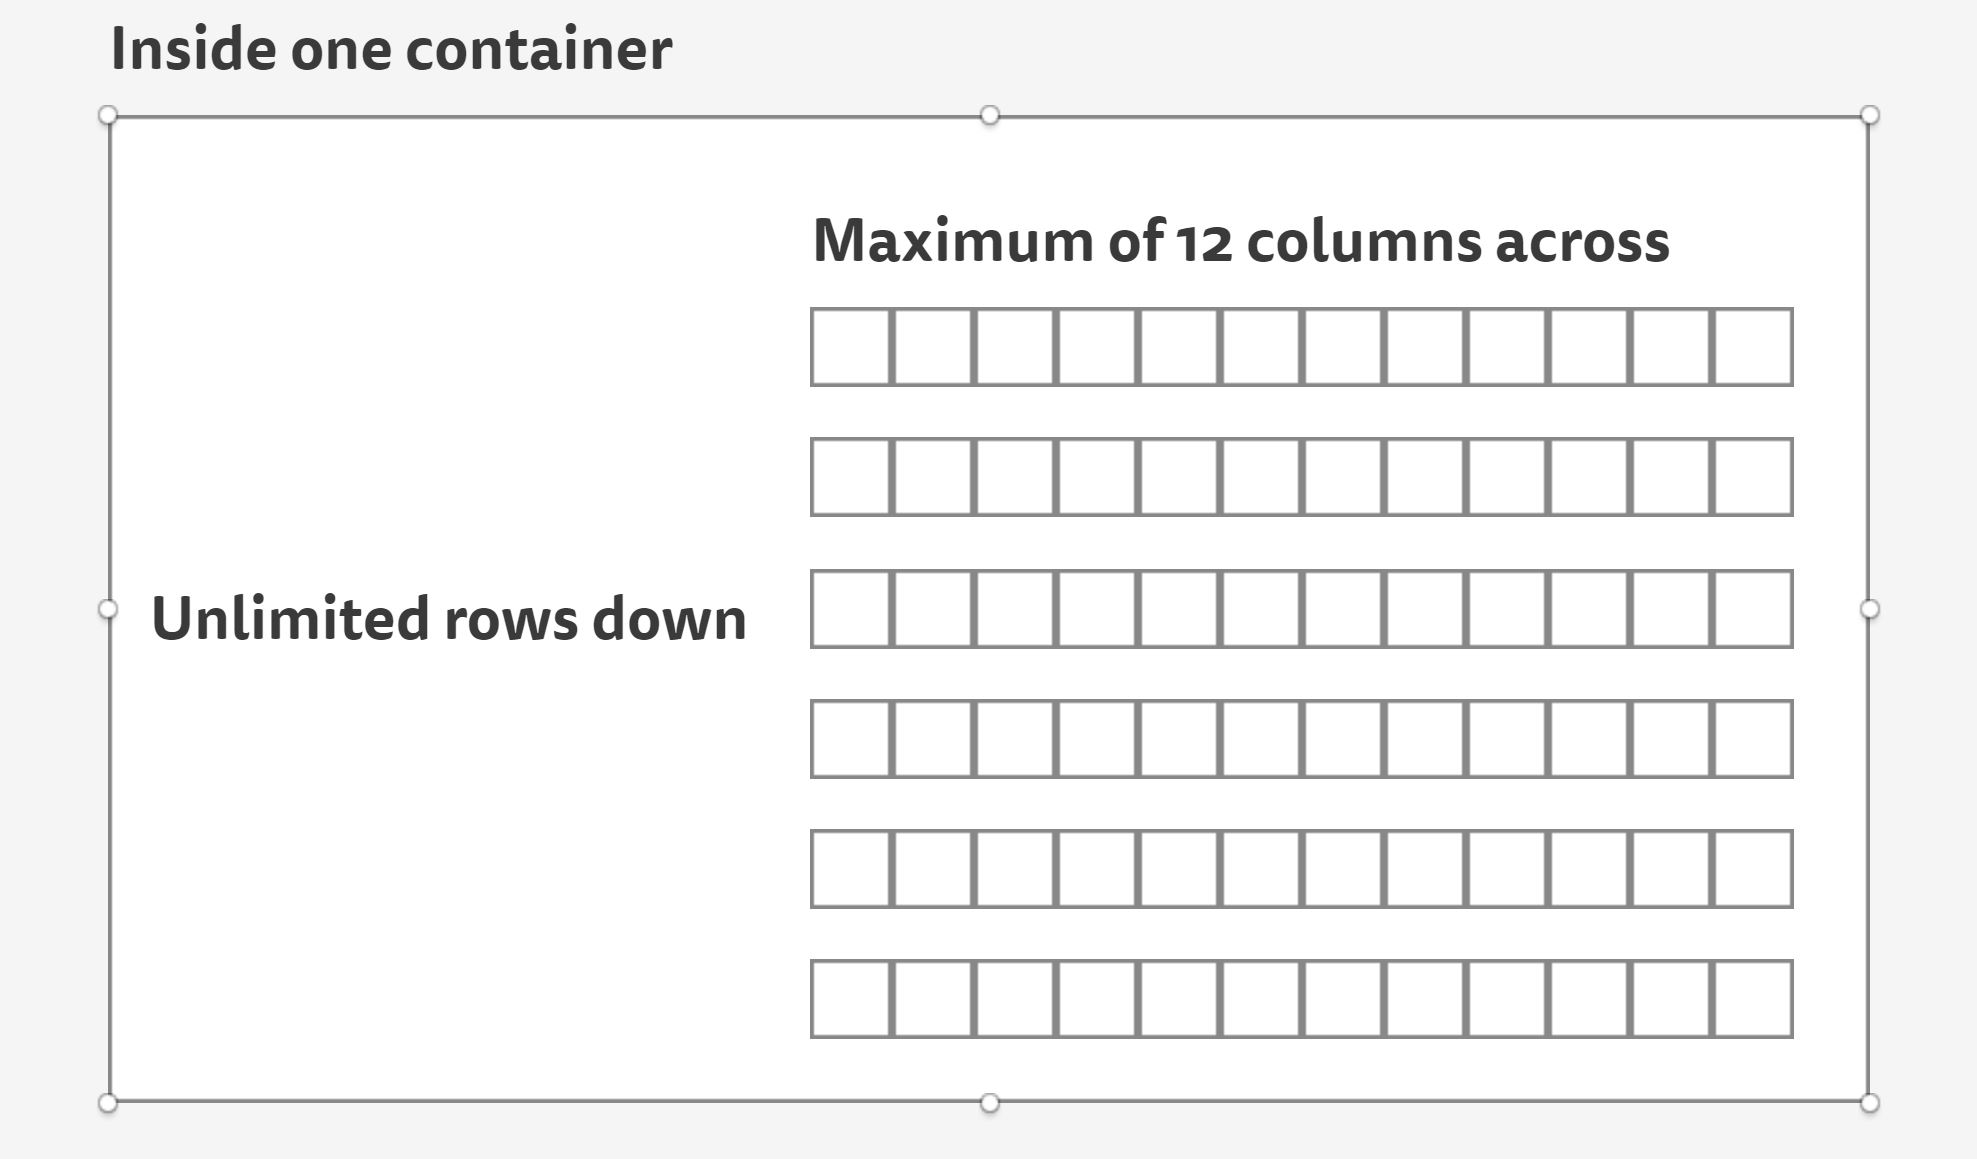 Inside one container
Maximum of 12 columns across
Unlimited rows down